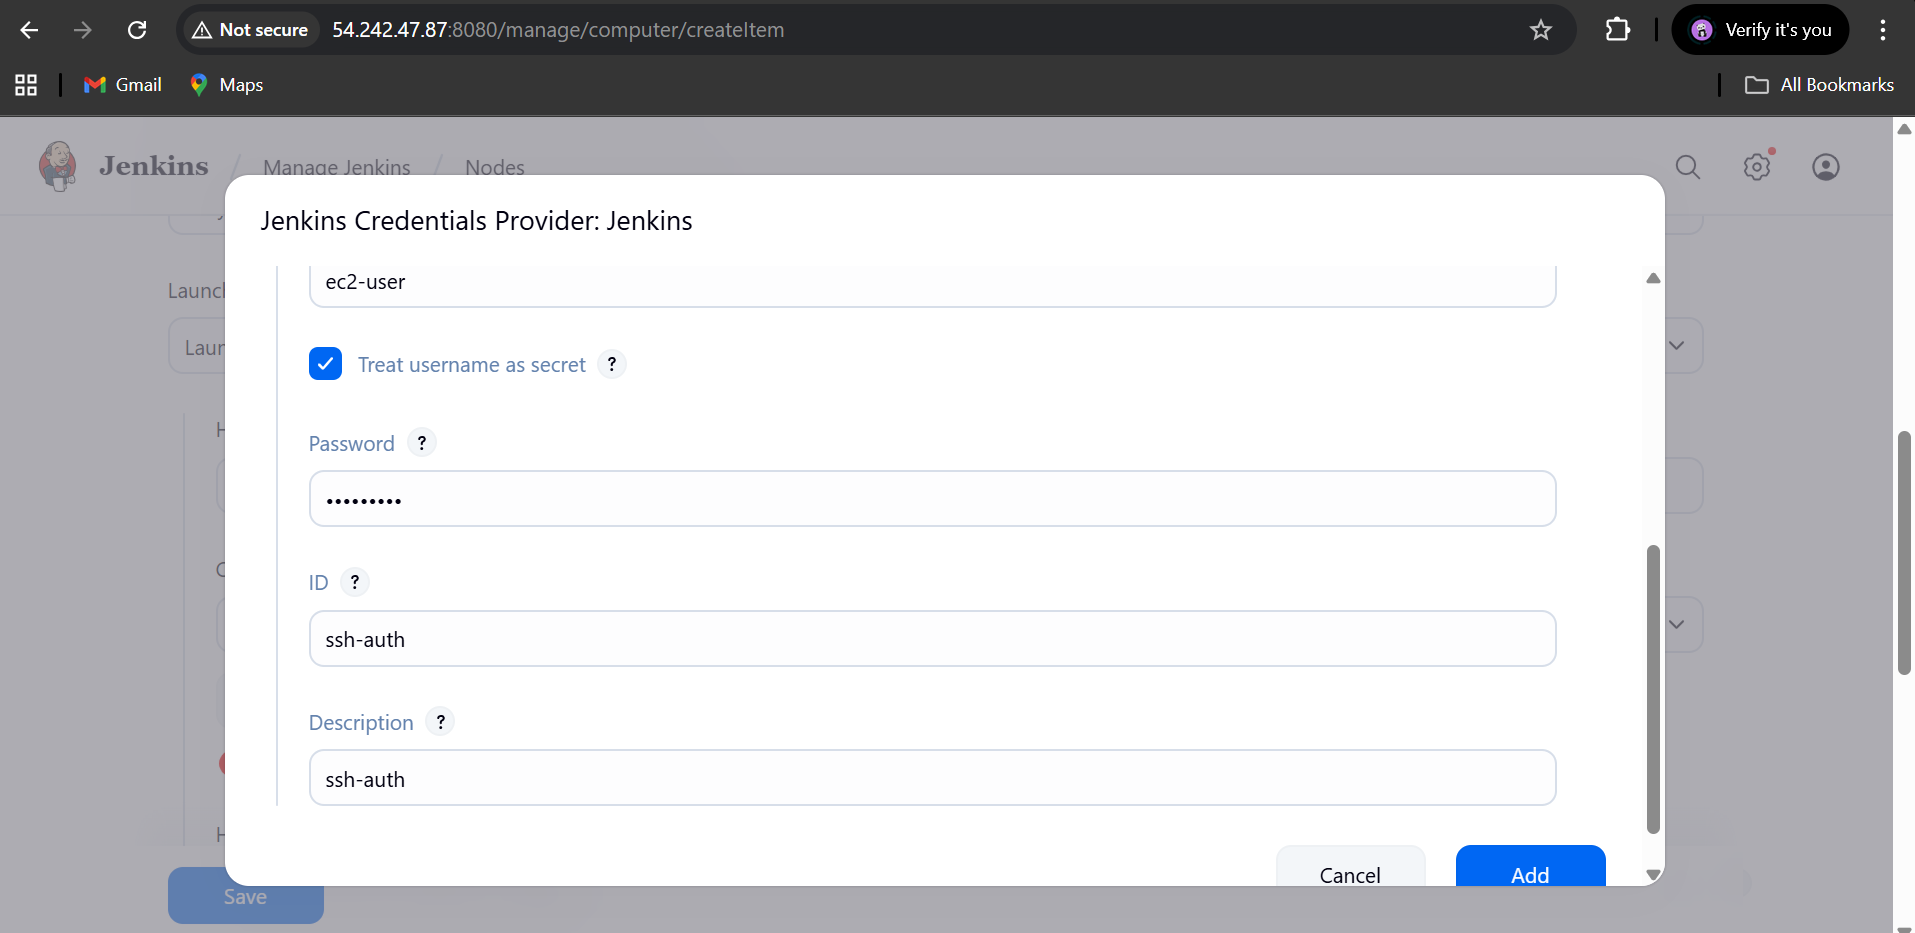 Not secure 54.242.47.87:8080/manage/computer/createItem Verify it's you
Gmail Maps All Bookmarks
Jenkins / Manage Jenkins / Nodes
Jenkins Credentials Provider: Jenkins
ec2-user
Launc
Laun
Treat username as secret ?
Password ?
•••••••••
ID ?
ssh-auth
Description ?
ssh-auth
Cancel Add
Save